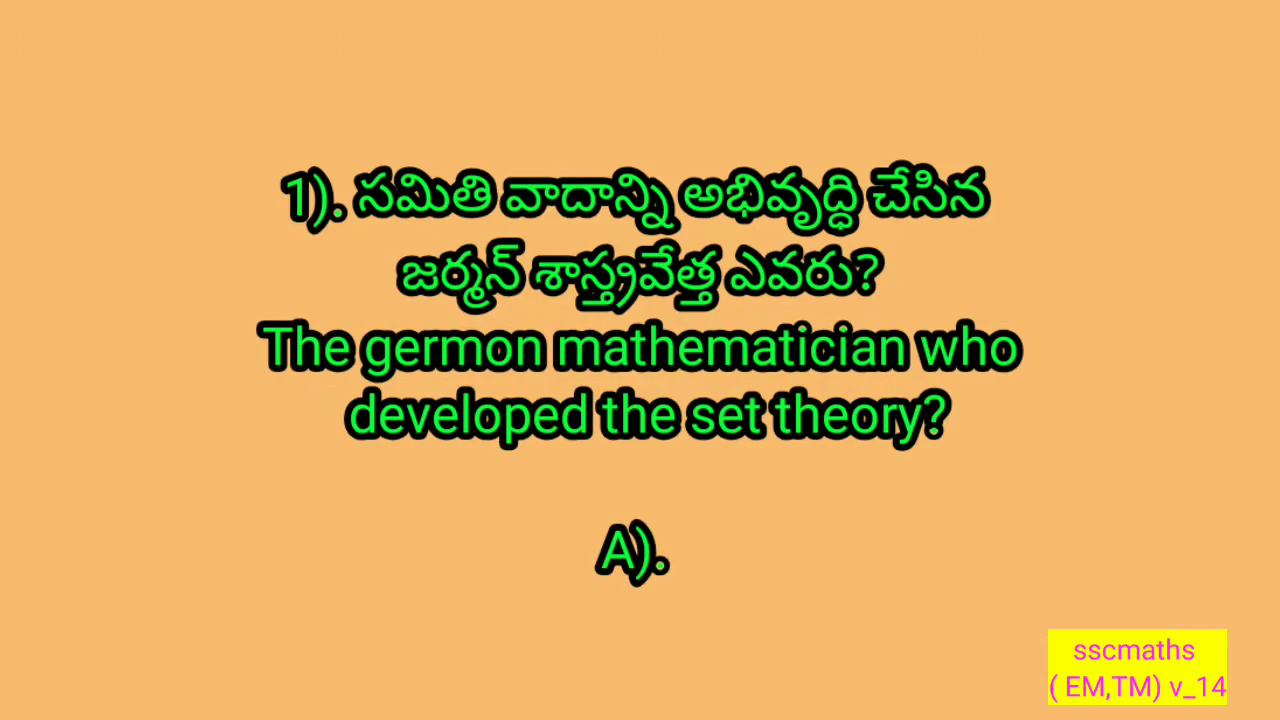 1). సమితి వాదాన్ని అభివృద్ధి చేసిన
జర్మన్ శాస్త్రవేత్త ఎవరు?
The germon mathematician who
developed the set theory?
A).
sscmaths
( EM,TM) v_14